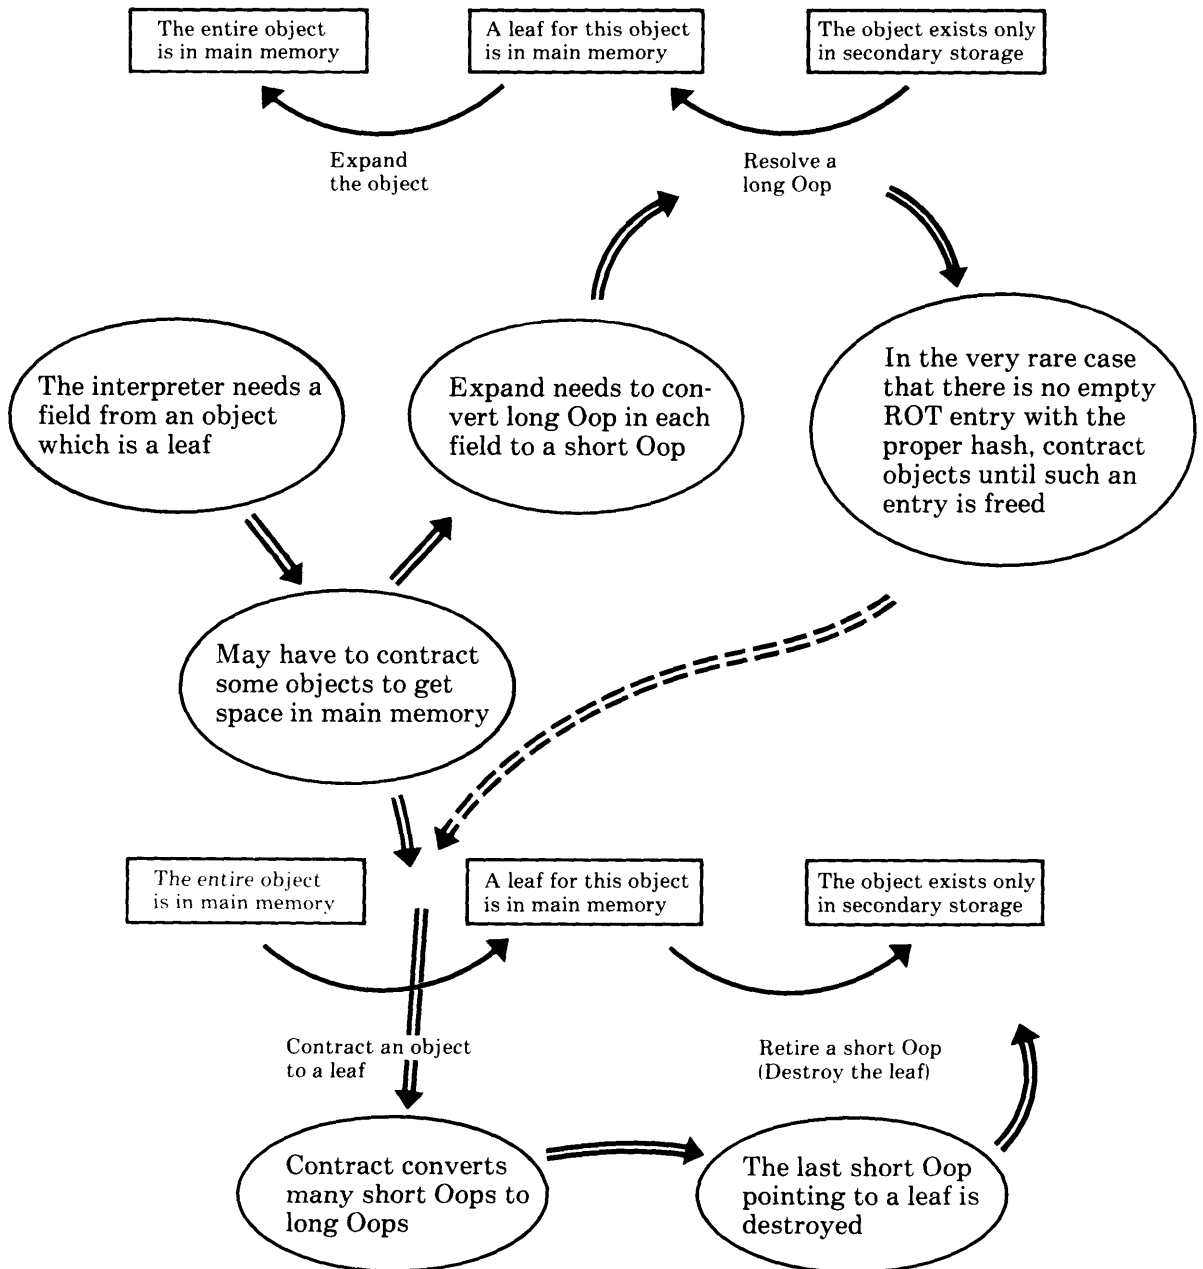 The entire object
is in main memory
A leaf for this object
is in main memory
The object exists only
in secondary storage
Expand
the object
Resolve a
long Oop
The interpreter needs a
field from an object
which is a leaf
Expand needs to con-
vert long Oop in each
field to a short Oop
In the very rare case
that there is no empty
ROT entry with the
proper hash, contract
objects until such an
entry is freed
May have to contract
some objects to get
space in main memory
The entire object
is in main memory
A leaf for this object
is in main memory
The object exists only
in secondary storage
Contract an object
to a leaf
Retire a short Oop
(Destroy the leaf)
Contract converts
many short Oops to
long Oops
The last short Oop
pointing to a leaf is
destroyed